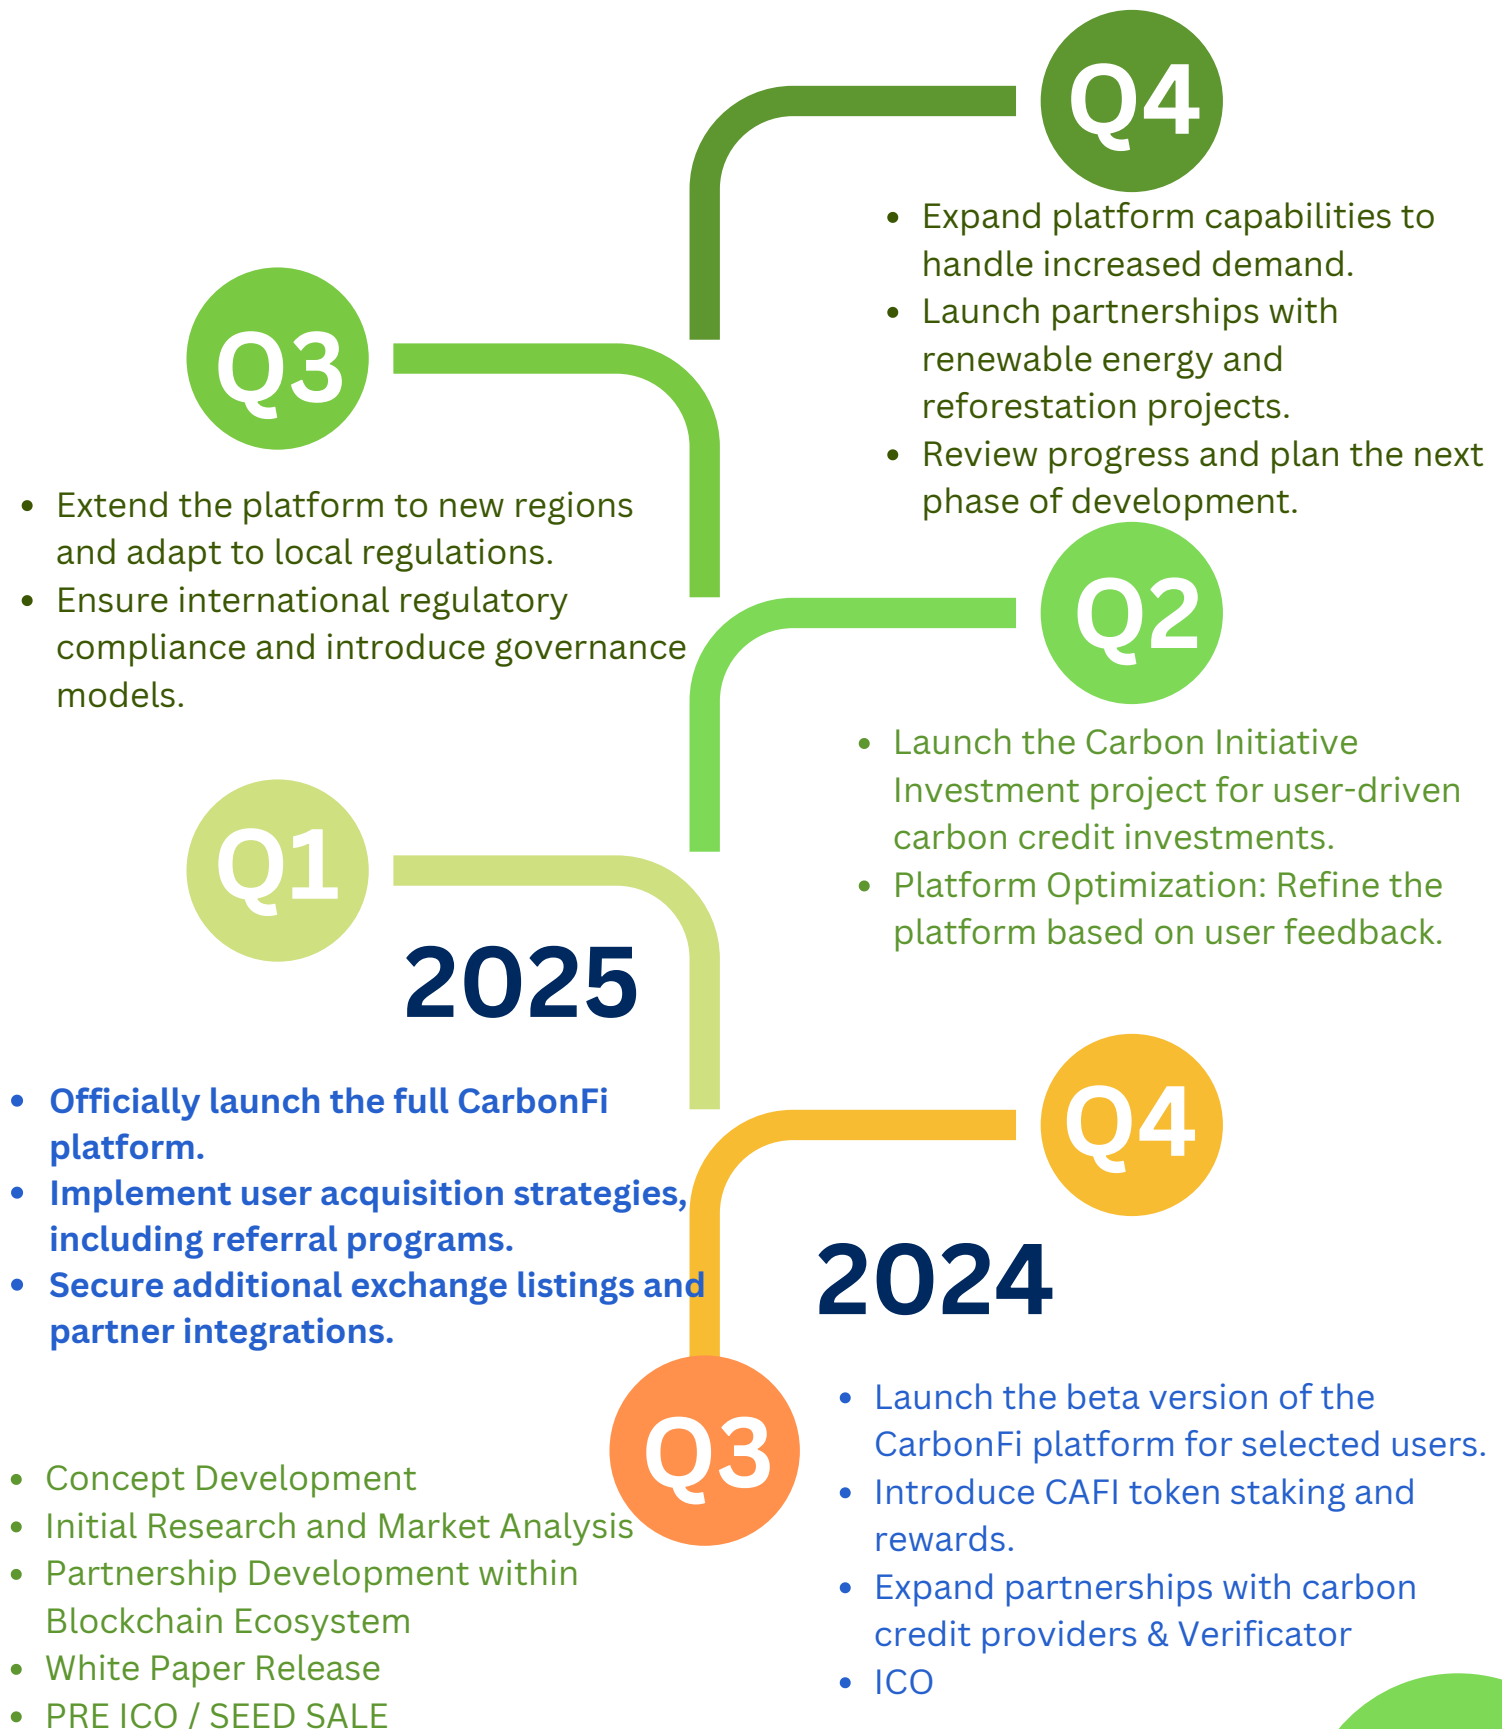 Q4
Expand platform capabilities to
handle increased demand.
Launch partnerships with
renewable energy and
reforestation projects.
Review progress and plan the next
phase of development.
Q3
Extend the platform to new regions
and adapt to local regulations.
Ensure international regulatory
compliance and introduce governance
models.
Q2
Launch the Carbon Initiative
Investment project for user-driven
carbon credit investments.
Platform Optimization: Refine the
platform based on user feedback.
Q1
2025
Officially launch the full CarbonFi
platform.
Implement user acquisition strategies,
including referral programs.
Secure additional exchange listings and
partner integrations.
Q4
2024
Launch the beta version of the
CarbonFi platform for selected users.
Introduce CAFI token staking and
rewards.
Expand partnerships with carbon
credit providers & Verificator
ICO
Q3
Concept Development
Initial Research and Market Analysis
Partnership Development within
Blockchain Ecosystem
White Paper Release
PRE ICO / SEED SALE